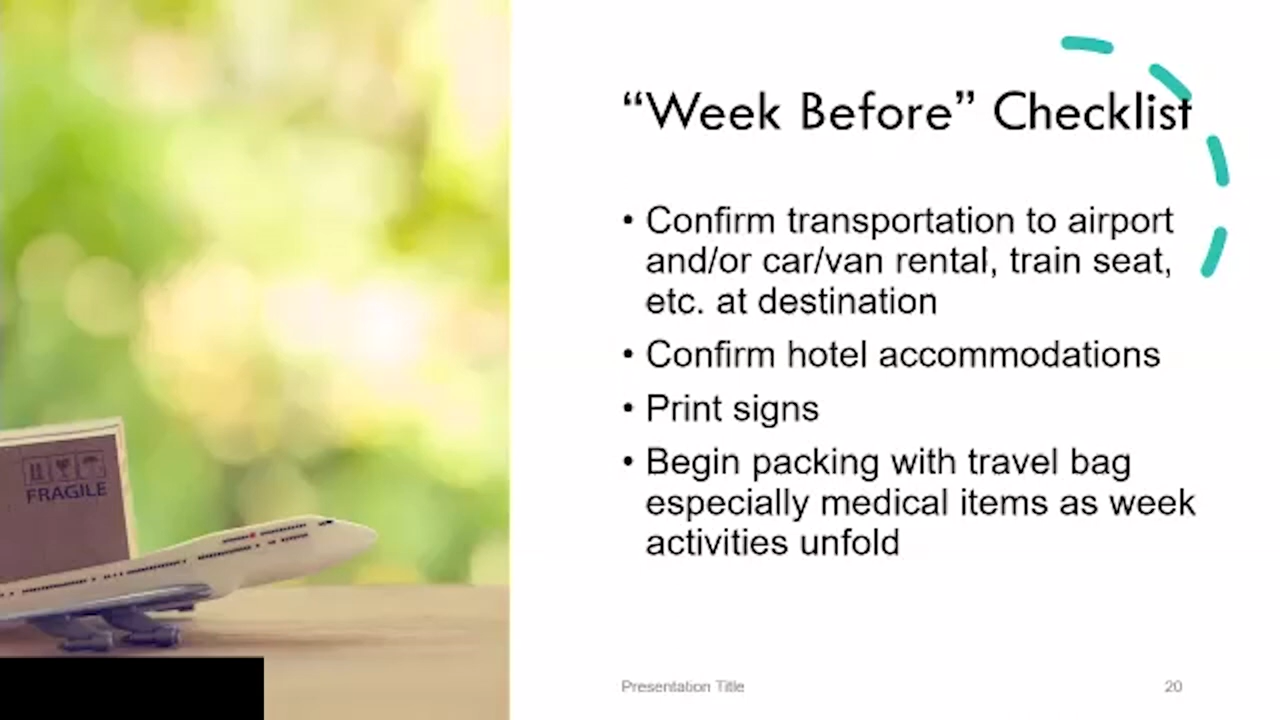 “Week Before” Checklist
• Confirm transportation to airport
and/or car/van rental, train seat,
etc. at destination
• Confirm hotel accommodations
• Print signs
• Begin packing with travel bag
especially medical items as week
activities unfold
FRAGILE
Presentation Title
20